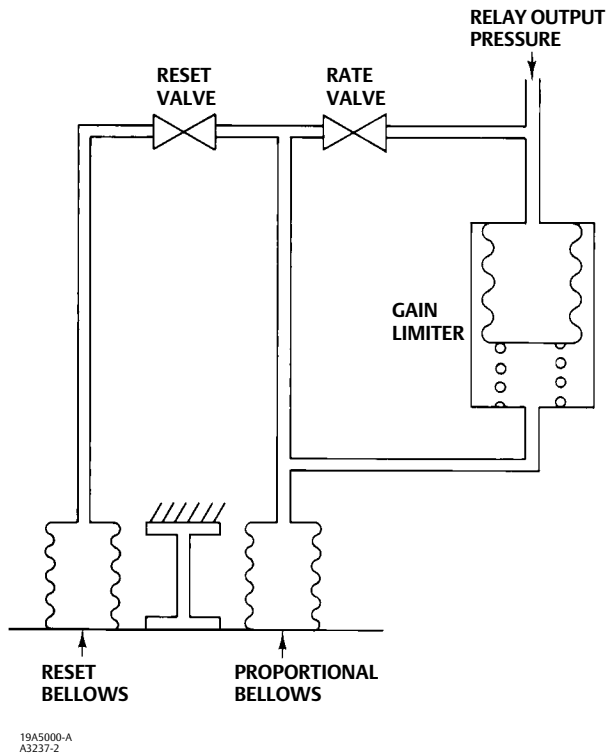 RELAY OUTPUT
PRESSURE
RESET
VALVE
RATE
VALVE
GAIN
LIMITER
RESET
BELLOWS
PROPORTIONAL
BELLOWS
19A5000-A
A3237-2